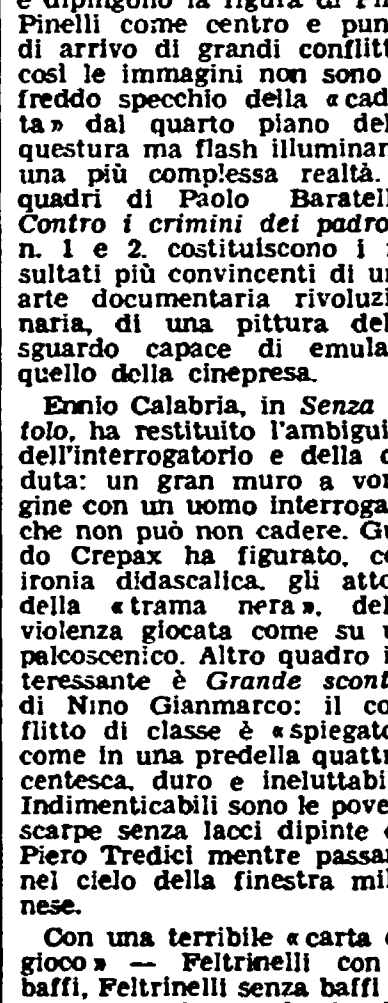 e dipingono la figura di
Pinelli come centro e pun
di arrivo di grandi conflitt
così le immagini non sono
freddo specchio della «cad
ta» dal quarto piano del
questura ma flash illuminar
una più complessa realtà.
quadri di Paolo Baratel
Contro i crimini dei padro
n. 1 e 2. costituiscono i
sultati più convincenti di u
arte documentaria rivoluzi
naria, di una pittura del
sguardo capace di emula
quello della cinepresa.
Ennio Calabria, in Senza
tolo, ha restituito l'ambigui
dell'interrogatorio e della
duta: un gran muro a vo
gine con un uomo interroga
che non può non cadere. Gu
do Crepax ha figurato, c
ironia didascalica. gli atto
della «trama nera», del
violenza giocata come su
palcoscenico. Altro quadro i
teressante è Grande scont
di Nino Gianmarco: il co
flitto di classe è «spiegato
come in una predella quattr
centesca, duro e ineluttabi
Indimenticabili sono le pove
scarpe senza lacci dipinte
Piero Tredici mentre passa
nel cielo della finestra mil
nese.
Con una terribile «carta
gioco» — Feltrinelli con
baffi, Feltrinelli senza baffi